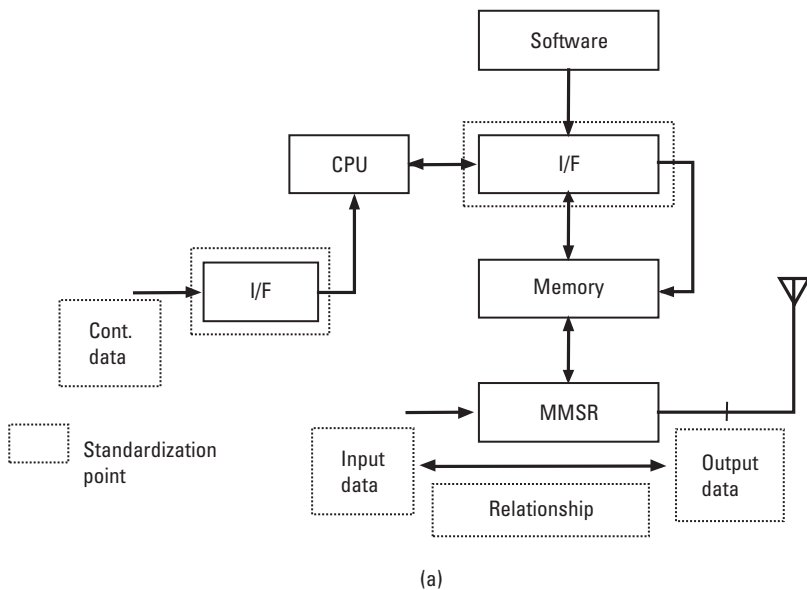 Software
CPU
I/F
I/F
Memory
Cont.
data
MMSR
Standardization
point
Input
data
Output
data
Relationship
(a)